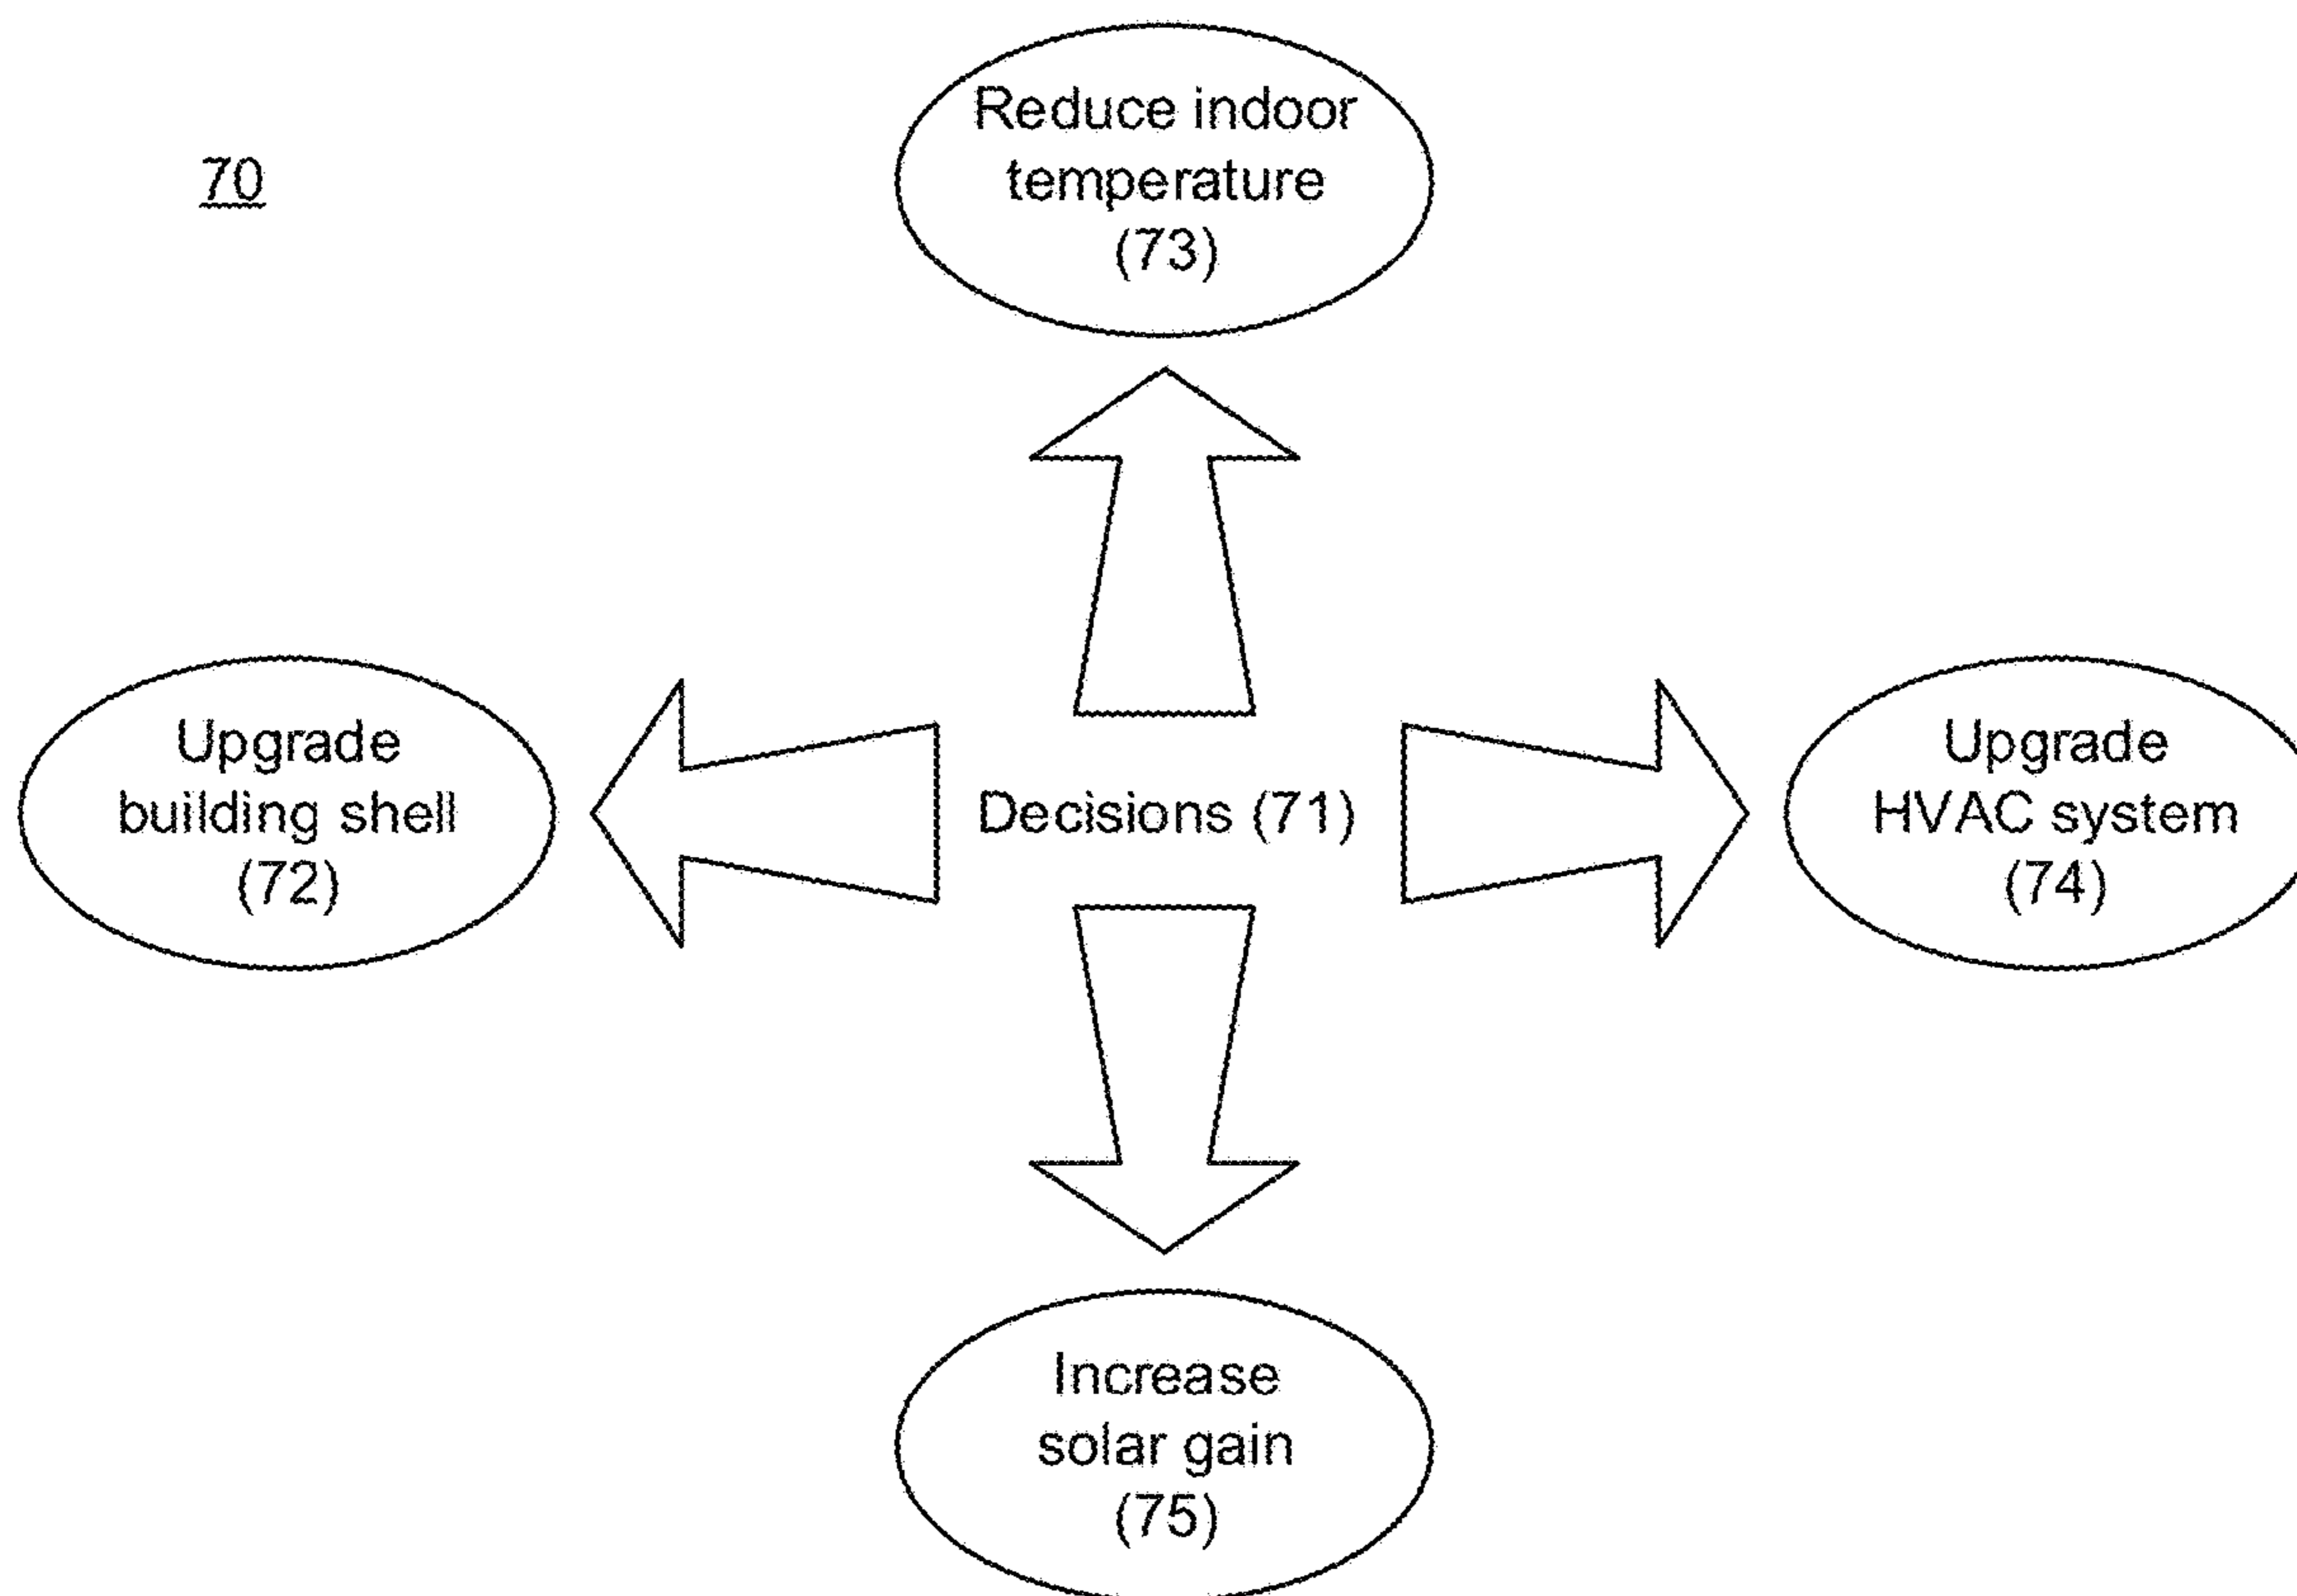 Reduce indoor
temperature
(73)
70
Upgrade
building shell
(72)
Decisions (71)
Upgrade
HVAC system
(74)
Increase
solar gain
(75)